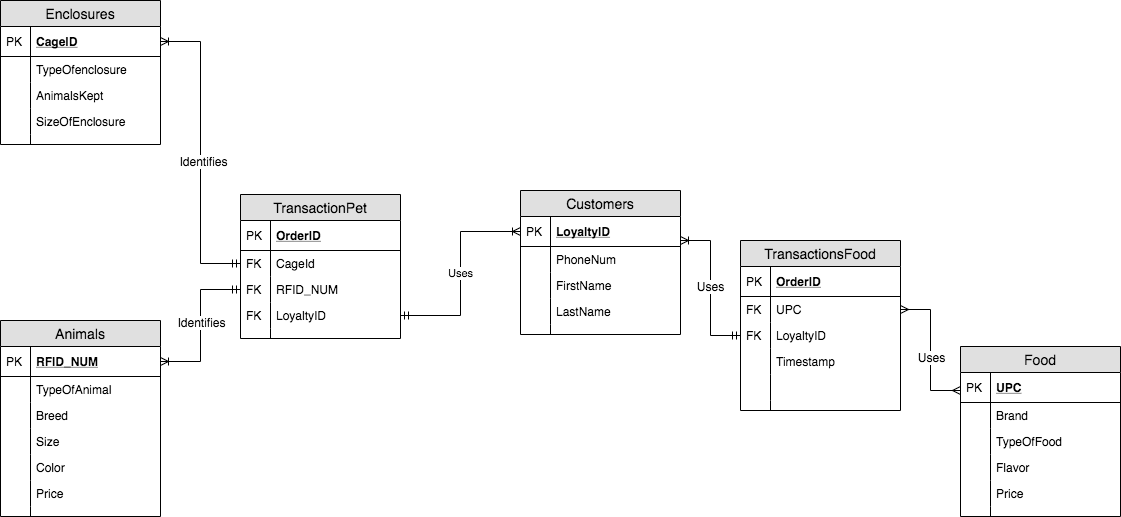 Enclosures
PK CageID
TypeOfenclosure
AnimalsKept
SizeOfEnclosure
Identifies
TransactionPet
PK OrderID
FK CageId
FK RFID_NUM
FK LoyaltyID
Identifies
Animals
PK RFID_NUM
TypeOfAnimal
Breed
Size
Color
Price
Uses
Customers
PK LoyaltyID
PhoneNum
FirstName
LastName
Uses
TransactionsFood
PK OrderID
FK UPC
FK LoyaltyID
Timestamp
Uses
Food
PK UPC
Brand
TypeOfFood
Flavor
Price